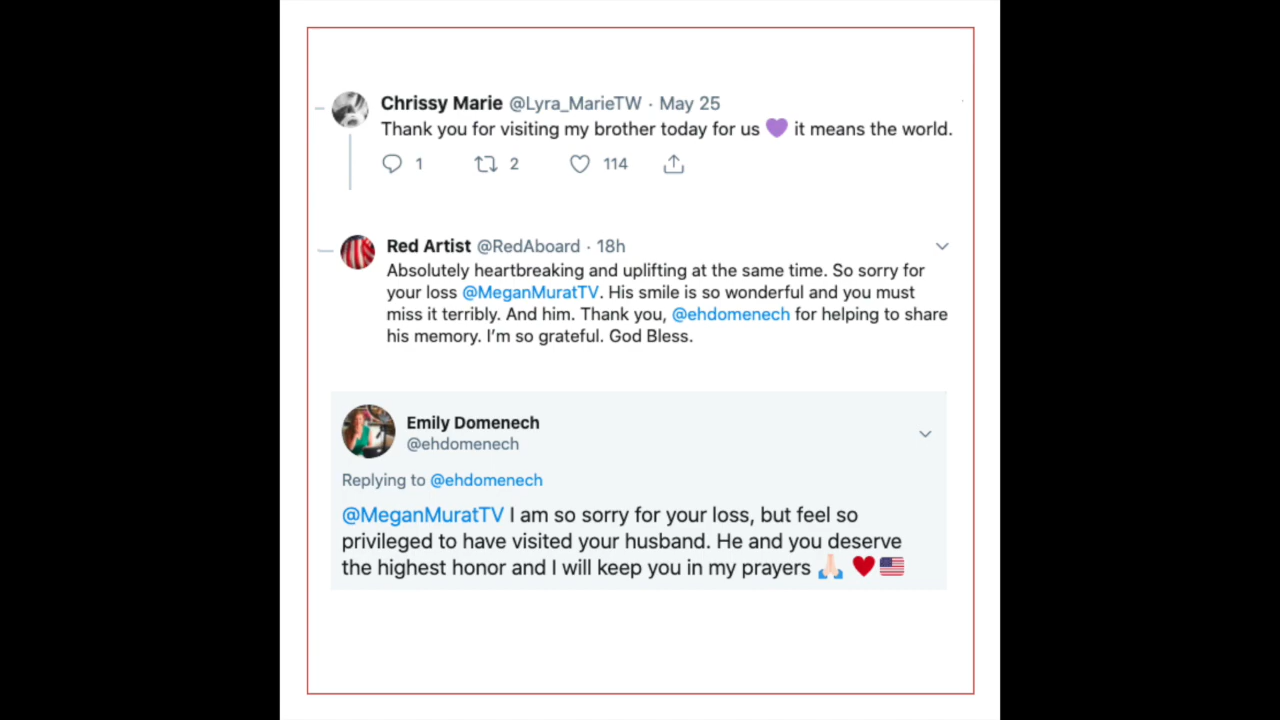 Chrissy Marie @Lyra_MarieTW · May 25
Thank you for visiting my brother today for us 💜 it means the world.
1 2 114
Red Artist @RedAboard · 18h
Absolutely heartbreaking and uplifting at the same time. So sorry for
your loss @MeganMuratTV. His smile is so wonderful and you must
miss it terribly. And him. Thank you, @ehdomenech for helping to share
his memory. I’m so grateful. God Bless.
Emily Domenech
@ehdomenech
Replying to @ehdomenech
@MeganMuratTV I am so sorry for your loss, but feel so
privileged to have visited your husband. He and you deserve
the highest honor and I will keep you in my prayers 🙏🏻 ❤️🇺🇸